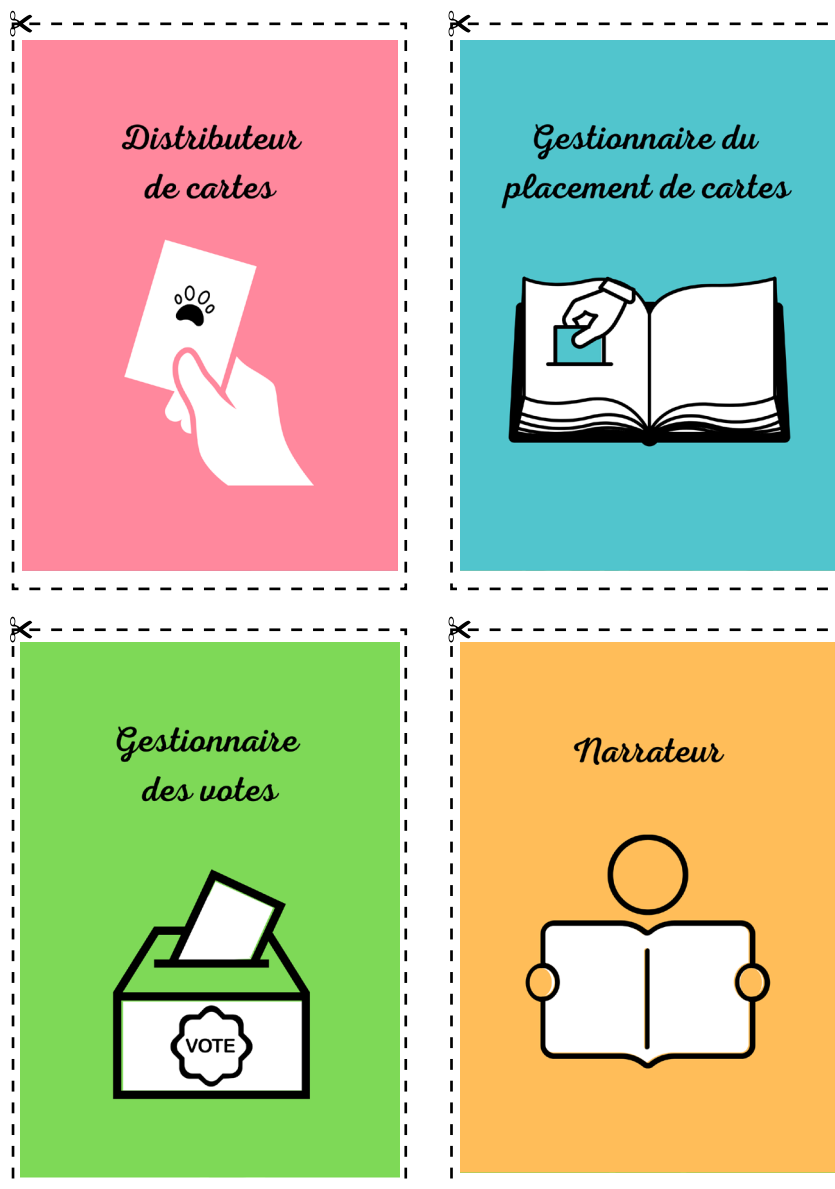 Distributeur
de cartes
Gestionnaire du
placement de cartes
Gestionnaire
des votes
VOTE
Narrateur